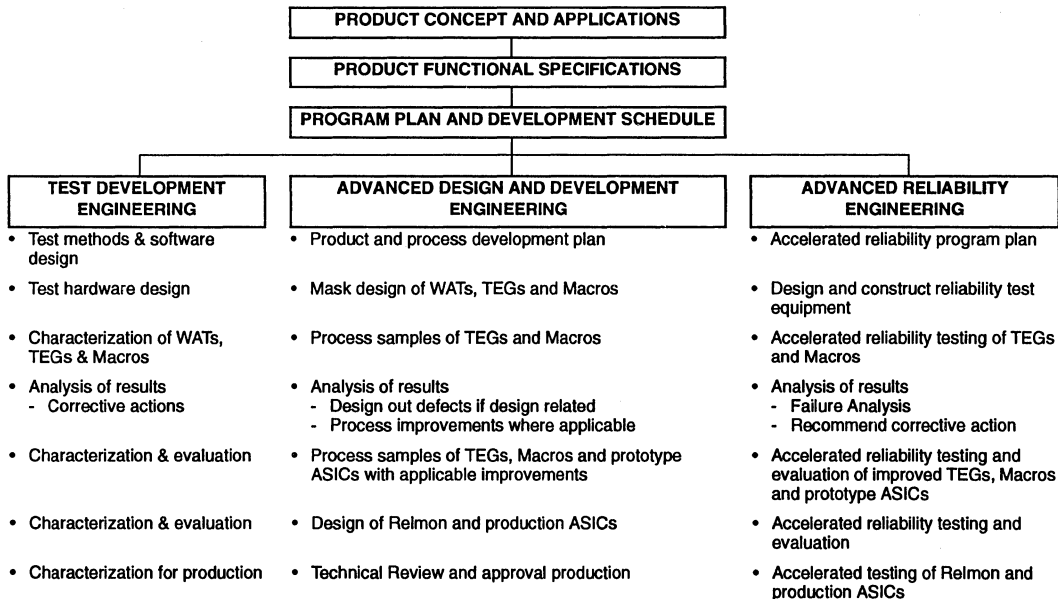 PRODUCT CONCEPT AND APPLICATIONS
PRODUCT FUNCTIONAL SPECIFICATIONS
PROGRAM PLAN AND DEVELOPMENT SCHEDULE
TEST DEVELOPMENT
ENGINEERING
• Test methods & software
design
• Test hardware design
• Characterization of WATs,
TEGs & Macros
• Analysis of results
- Corrective actions
• Characterization & evaluation
• Characterization & evaluation
• Characterization for production
ADVANCED DESIGN AND DEVELOPMENT
ENGINEERING
• Product and process development plan
• Mask design of WATs, TEGs and Macros
• Process samples of TEGs and Macros
• Analysis of results
- Design out defects if design related
- Process improvements where applicable
• Process samples of TEGs, Macros and prototype
ASICs with applicable improvements
• Design of Relmon and production ASICs
• Technical Review and approval production
ADVANCED RELIABILITY
ENGINEERING
• Accelerated reliability program plan
• Design and construct reliability test
equipment
• Accelerated reliability testing of TEGs
and Macros
• Analysis of results
- Failure Analysis
- Recommend corrective action
• Accelerated reliability testing and
evaluation of improved TEGs, Macros
and prototype ASICs
• Accelerated reliability testing and
evaluation
• Accelerated testing of Relmon and
production ASICs